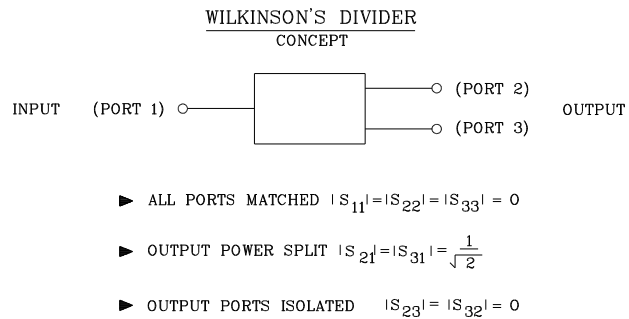 WILKINSON'S DIVIDER
CONCEPT
INPUT (PORT 1) (PORT 2) OUTPUT
(PORT 3)
► ALL PORTS MATCHED |S11|=|S22|=|S33| = 0
► OUTPUT POWER SPLIT |S21|=|S31|= 1/√2
► OUTPUT PORTS ISOLATED |S23|= |S32|= 0